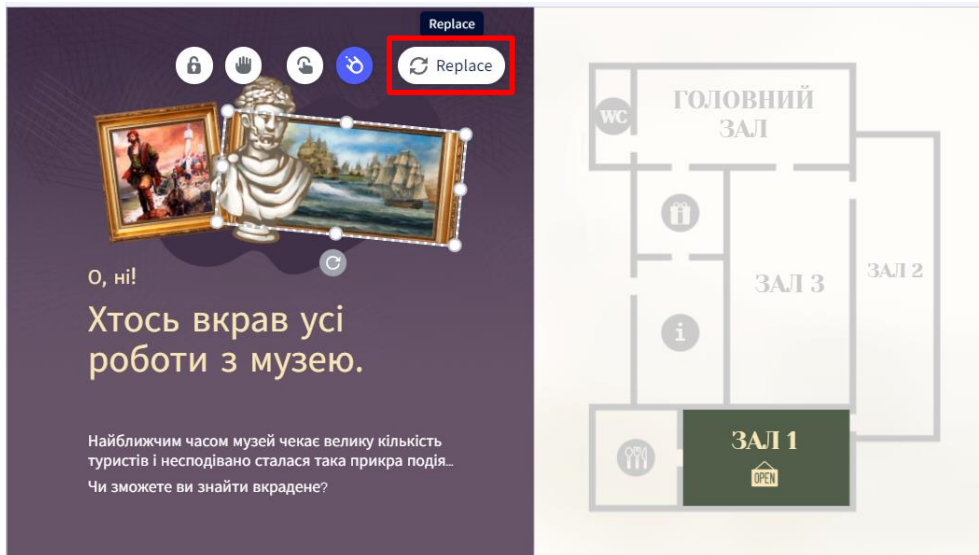 Replace
Replace
О, ні!
Хтось вкрав усі
роботи з музею.
Найближчим часом музей чекає велику кількість
туристів і несподівано сталася така прикра подія...
Чи зможете ви знайти вкрадене?
WC
ГОЛОВНИЙ
ЗАЛ
ЗАЛ 3
ЗАЛ 2
i
ЗАЛ 1
OPEN